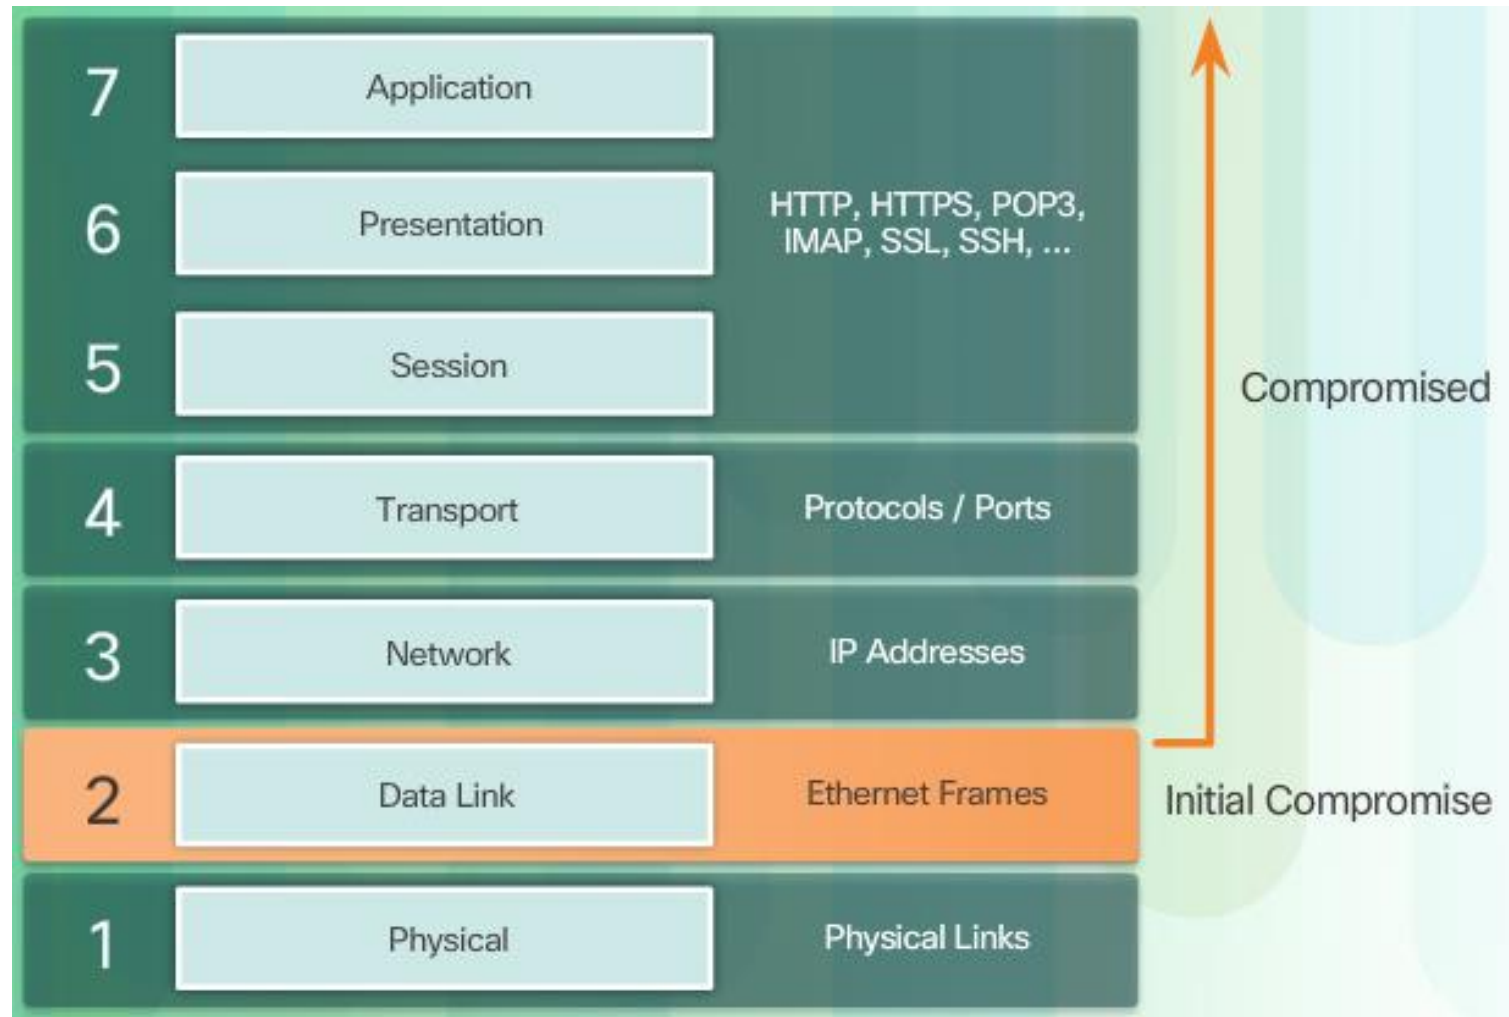 7
Application
6
Presentation
HTTP, HTTPS, POP3,
IMAP, SSL, SSH, ...
5
Session
Compromised
4
Transport
Protocols / Ports
3
Network
IP Addresses
2
Data Link
Ethernet Frames
Initial Compromise
1
Physical
Physical Links